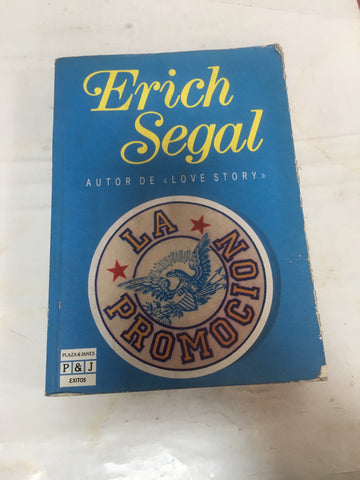 Erich
Segal
AUTOR DE «LOVE STORY»
LA
PROMOCION
PLAZA & JANES
P & J
EXITOS